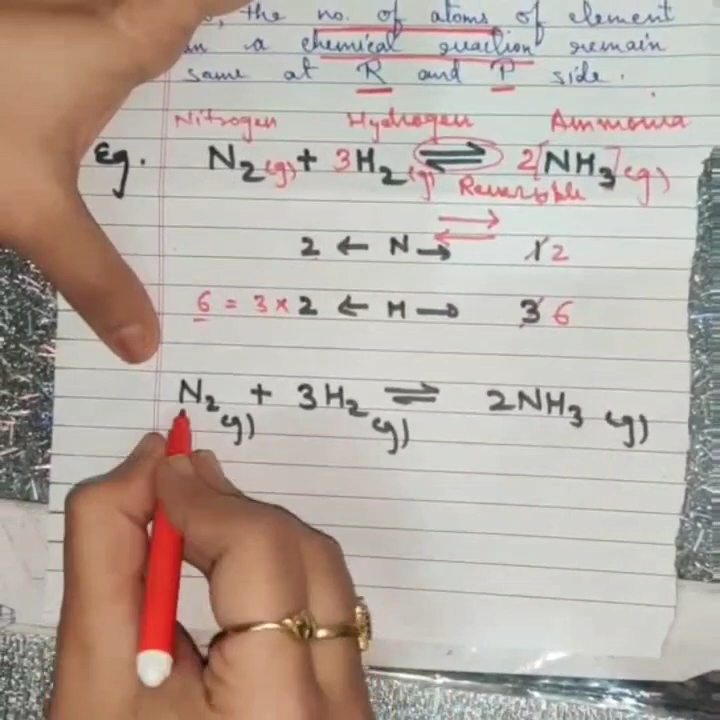 the no. of atoms of element
in a chemical reaction remain
same at R and P side.
Nitrogen Hydrogen Ammonia
Eg. N₂(g) + 3H₂(g) ⇌ 2[NH₃](g)
Reversible
⇌
2 ← N → 1 2
6 = 3 × 2 ← H → 3 6
N₂(g) + 3H₂(g) ⇌ 2NH₃(g)